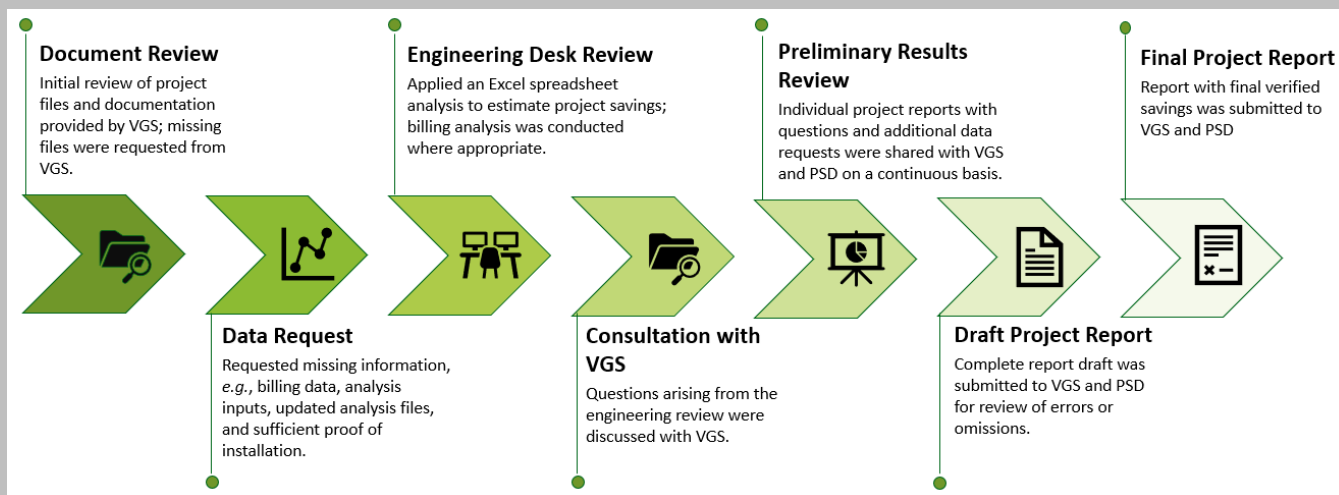 Document Review
Initial review of project
files and documentation
provided by VGS; missing
files were requested from
VGS.
Data Request
Requested missing information,
e.g., billing data, analysis
inputs, updated analysis files,
and sufficient proof of
installation.
Engineering Desk Review
Applied an Excel spreadsheet
analysis to estimate project savings;
billing analysis was conducted
where appropriate.
Consultation with
VGS
Questions arising from the
engineering review were
discussed with VGS.
Preliminary Results
Review
Individual project reports with
questions and additional data
requests were shared with VGS
and PSD on a continuous basis.
Draft Project Report
Complete report draft was
submitted to VGS and PSD
for review of errors or
omissions.
Final Project Report
Report with final verified
savings was submitted to
VGS and PSD